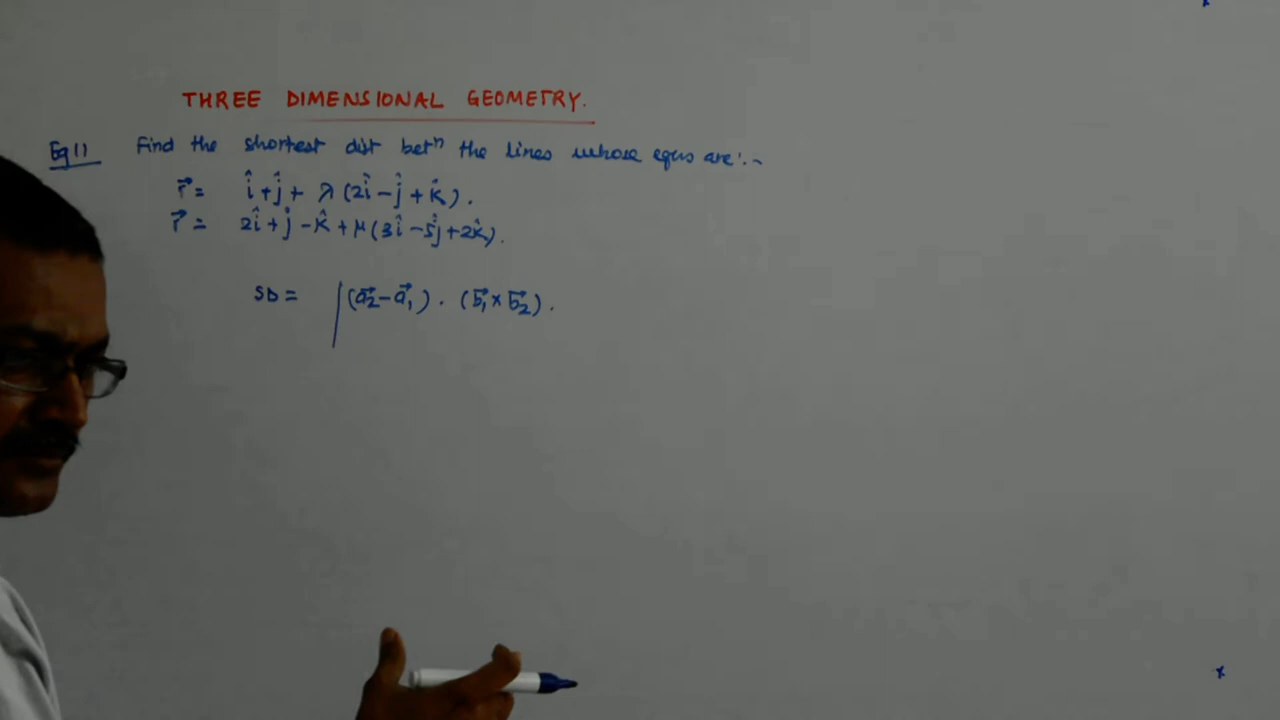 THREE DIMENSIONAL GEOMETRY.
Eg 11 Find the shortest dist betⁿ the lines whose equs are:-
r⃗ = î + ĵ + λ(2î - ĵ + k̂).
r⃗ = 2î + ĵ - k̂ + μ(3î - 5ĵ + 2k̂).
SD = |(a⃗₂ - a⃗₁) . (b⃗₁ × b⃗₂).